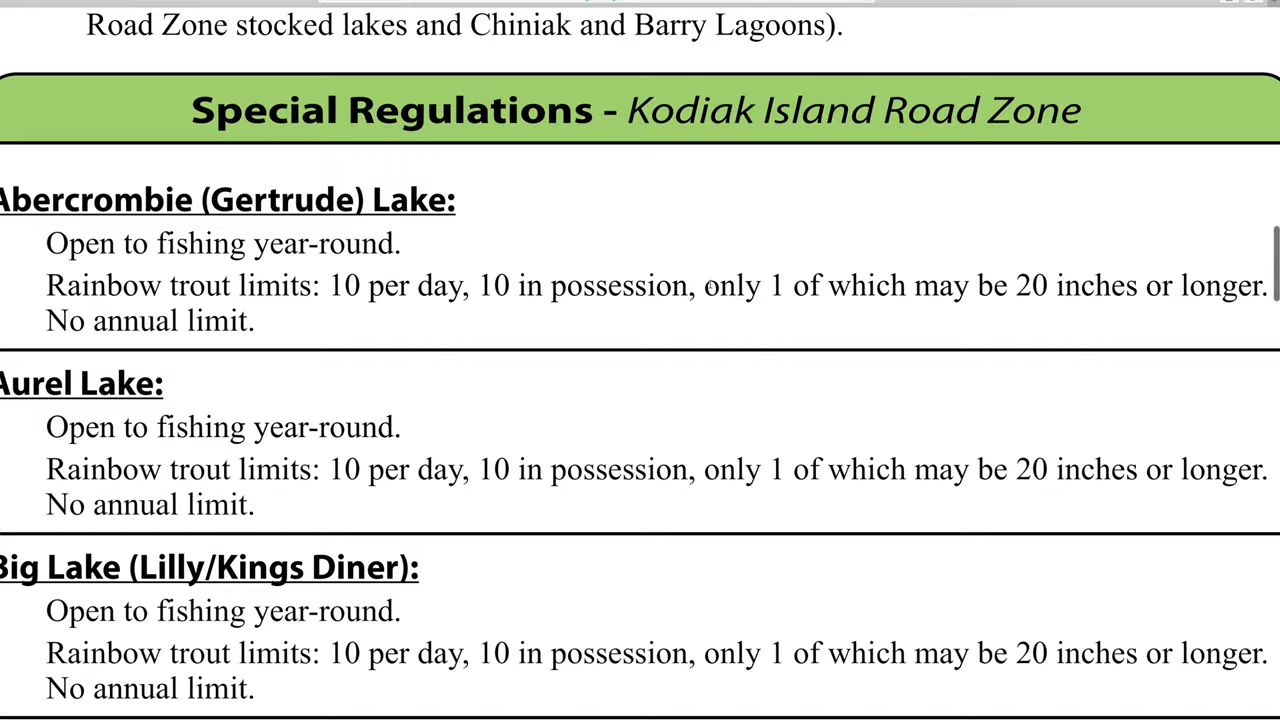 Road Zone stocked lakes and Chiniak and Barry Lagoons).
Special Regulations - Kodiak Island Road Zone
Abercrombie (Gertrude) Lake:
Open to fishing year-round.
Rainbow trout limits: 10 per day, 10 in possession, only 1 of which may be 20 inches or longer.
No annual limit.
Aurel Lake:
Open to fishing year-round.
Rainbow trout limits: 10 per day, 10 in possession, only 1 of which may be 20 inches or longer.
No annual limit.
Big Lake (Lilly/Kings Diner):
Open to fishing year-round.
Rainbow trout limits: 10 per day, 10 in possession, only 1 of which may be 20 inches or longer.
No annual limit.